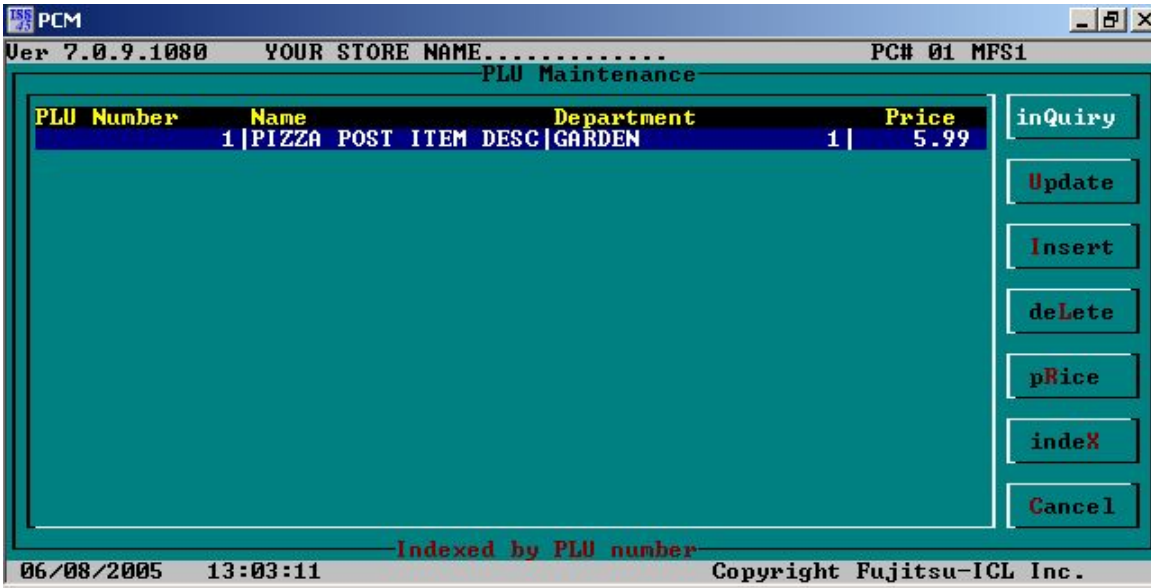 ISS 45 PCM
Ver 7.0.9.1080 YOUR STORE NAME............. PC# 01 MFS1
PLU Maintenance
PLU Number Name Department Price
1|PIZZA POST ITEM DESC|GARDEN 1| 5.99
inQuiry
Update
Insert
deLete
pRice
indeX
Cancel
Indexed by PLU number
06/08/2005 13:03:11 Copyright Fujitsu-ICL Inc.